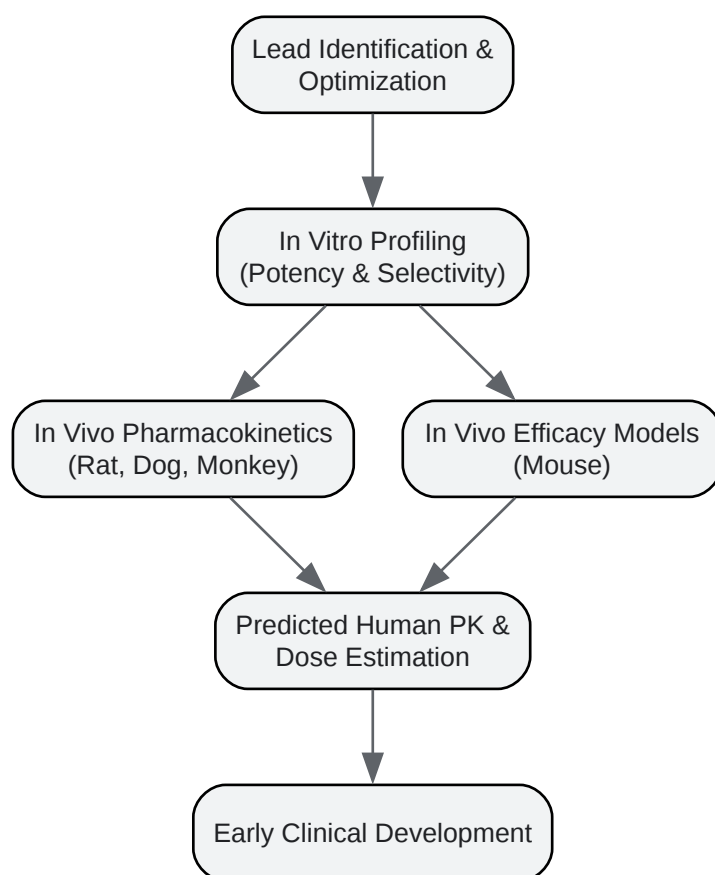 Lead Identification &
Optimization
In Vitro Profiling
(Potency & Selectivity)
In Vivo Pharmacokinetics
(Rat, Dog, Monkey)
In Vivo Efficacy Models
(Mouse)
Predicted Human PK &
Dose Estimation
Early Clinical Development